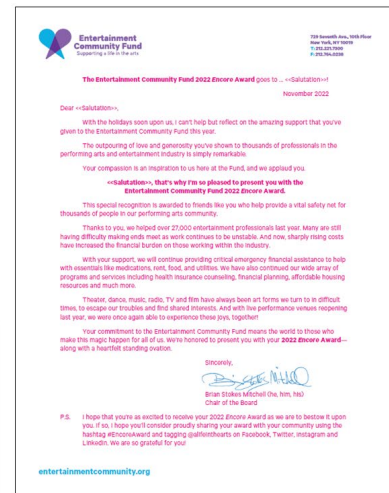 Entertainment
Community Fund
Supporting a life in the arts
729 Seventh Ave., 10th Floor
New York, NY 10019
T: 212.221.7300
F: 212.764.0238
The Entertainment Community Fund 2022 Encore Award goes to ... <<Salutation>>!
November 2022
Dear <<Salutation>>,
With the holidays soon upon us, I can't help but reflect on the amazing support that you've
given to the Entertainment Community Fund this year.
The outpouring of love and generosity you've shown to thousands of professionals in the
performing arts and entertainment industry is simply remarkable.
Your compassion is an inspiration to us here at the Fund, and we applaud you.
<<Salutation>>, that's why I'm so pleased to present you with the
Entertainment Community Fund 2022 Encore Award.
This special recognition is awarded to friends like you who help provide a vital safety net for
thousands of people in our performing arts community.
Thanks to you, we helped over 27,000 entertainment professionals last year. Many are still
having difficulty making ends meet as work continues to be unstable. And now, sharply rising costs
have increased the financial burden on those working within the industry.
With your support, we will continue providing critical emergency financial assistance to help
with essentials like medications, rent, food, and utilities. We have also continued our wide array of
programs and services including health insurance counseling, financial planning, affordable housing
resources and much more.
Theater, dance, music, radio, TV and film have always been art forms we turn to in difficult
times, to escape our troubles and find shared interests. And with live performance venues reopening
last year, we were once again able to experience these joys, together!
Your commitment to the Entertainment Community Fund means the world to those who
make this magic happen for all of us. We're honored to present you with your 2022 Encore Award—
along with a heartfelt standing ovation.
Sincerely,
Brian Stokes Mitchell
Brian Stokes Mitchell (he, him, his)
Chair of the Board
P.S. I hope that you're as excited to receive your 2022 Encore Award as we are to bestow it upon
you. If so, I hope you'll consider proudly sharing your award with your community using the
hashtag #EncoreAward and tagging @alifeinthearts on Facebook, Twitter, Instagram and
LinkedIn. We are so grateful for you!
entertainmentcommunity.org